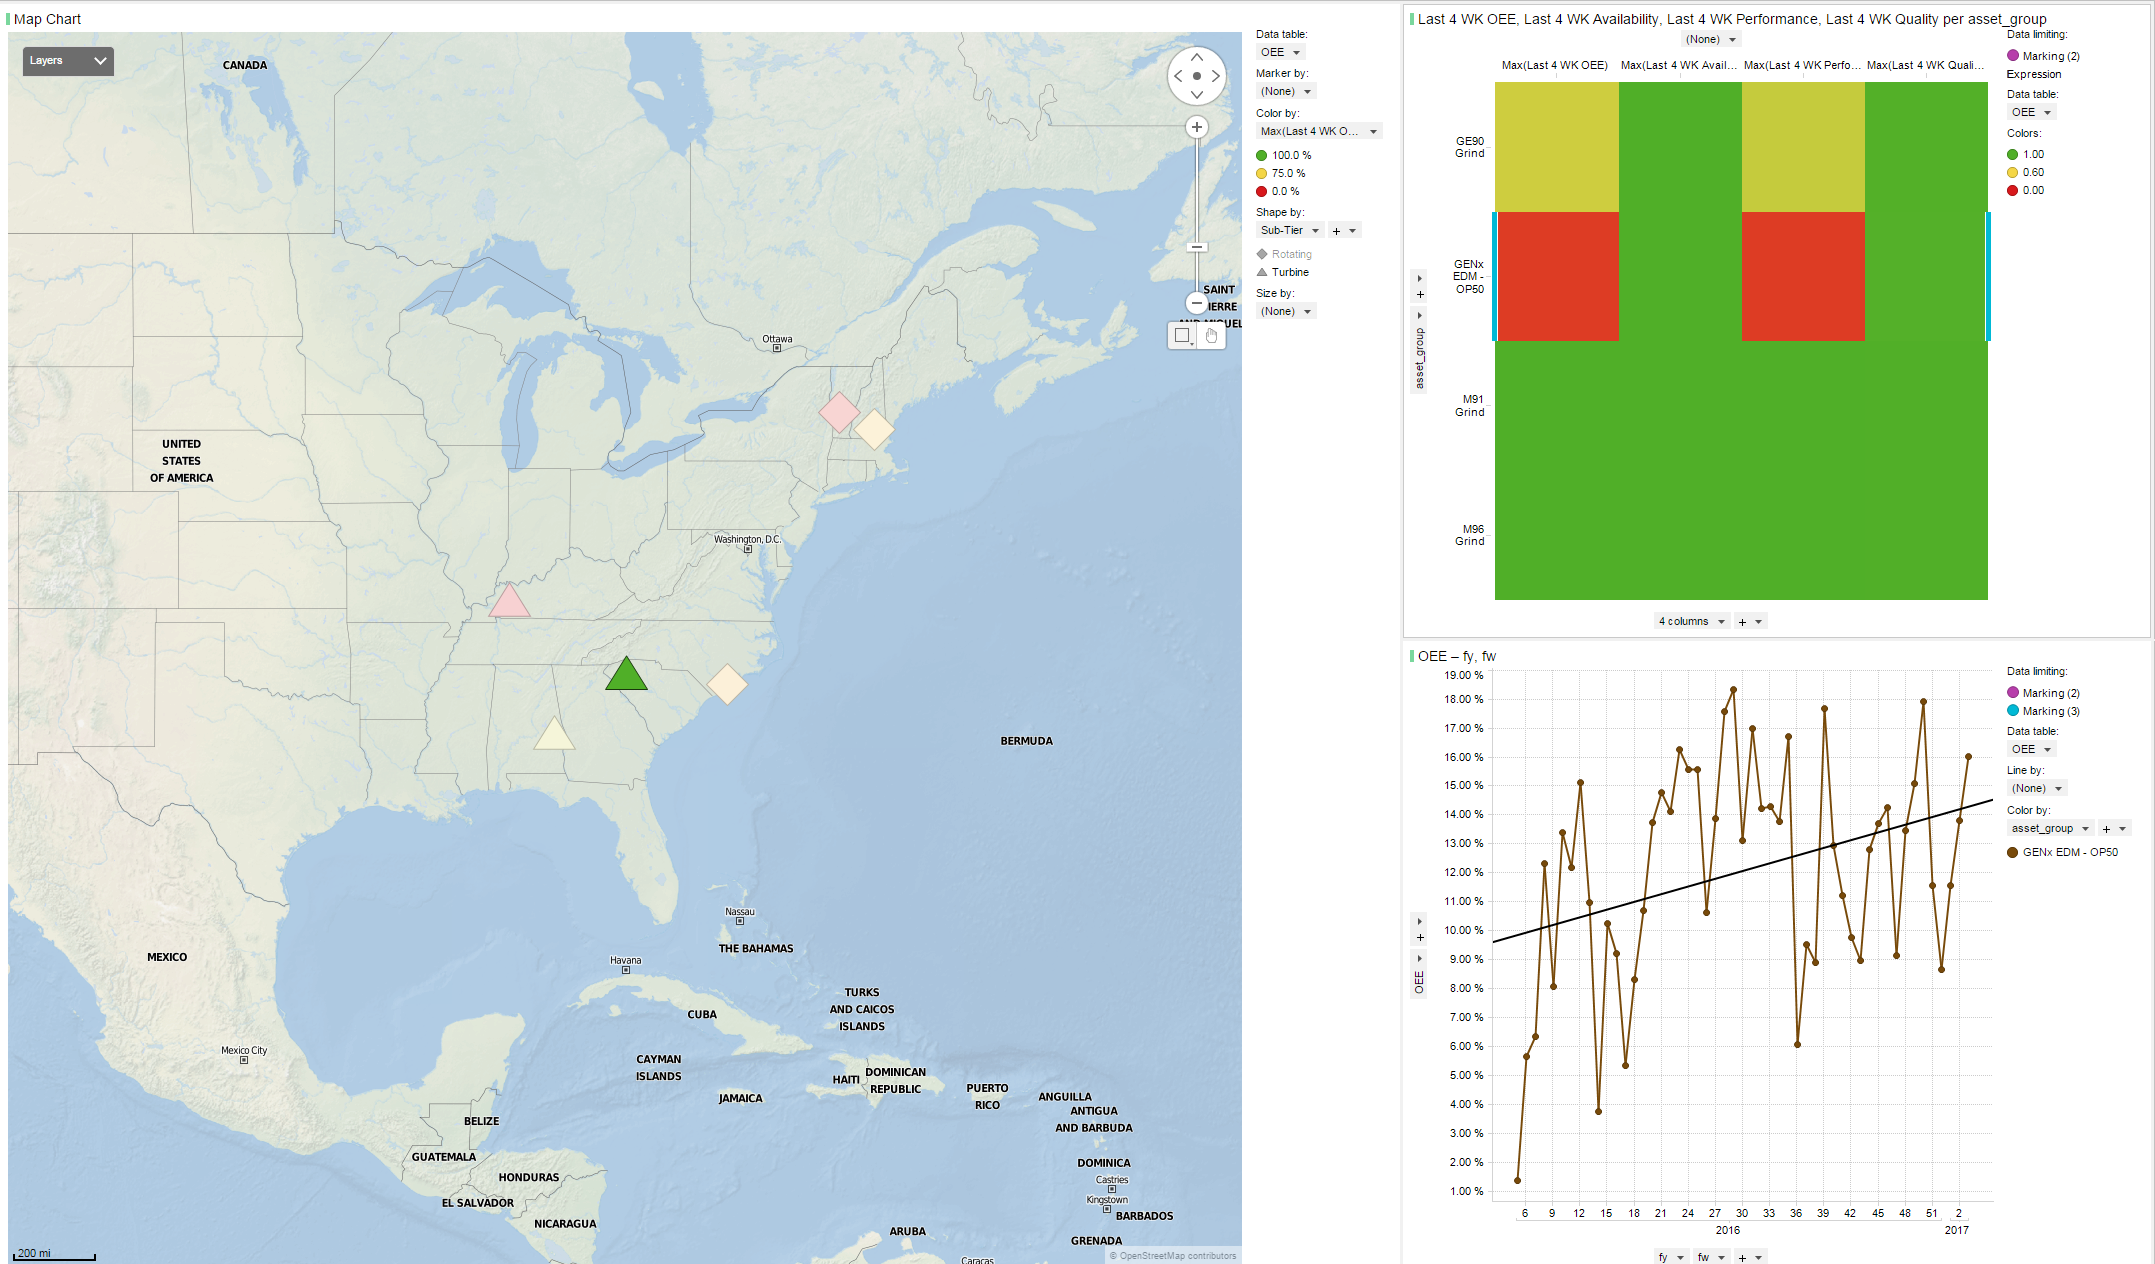 Map Chart
Layers
CANADA
UNITED
STATES
OF AMERICA
Ottawa
Washington, D.C.
SAINT
BERMUDA
Nassau
THE BAHAMAS
Havana
MEXICO
Mexico City
CUBA
TURKS
AND CAICOS
ISLANDS
CAYMAN
ISLANDS
HAITI
DOMINICAN
REPUBLIC
JAMAICA
PUERTO
RICO
ANGUILLA
ANTIGUA
AND BARBUDA
BELIZE
GUATEMALA
HONDURAS
EL SALVADOR
NICARAGUA
DOMINICA
Castries
Kingstown
BARBADOS
ARUBA
GRENADA
Caracas
200 mi
© OpenStreetMap contributors
Data table:
OEE
Marker by:
(None)
Color by:
Max(Last 4 WK O...
100.0 %
75.0 %
0.0 %
Shape by:
Sub-Tier +
Rotating
Turbine
Size by:
(None)
Last 4 WK OEE, Last 4 WK Availability, Last 4 WK Performance, Last 4 WK Quality per asset_group
(None)
Max(Last 4 WK OEE) Max(Last 4 WK Avail... Max(Last 4 WK Perfo... Max(Last 4 WK Quali...
GE90
Grind
GENx
EDM -
OP50
M91
Grind
M96
Grind
+
asset_group
4 columns +
Data limiting:
Marking (2)
Expression
Data table:
OEE
Colors:
1.00
0.60
0.00
OEE – fy, fw
19.00 %
18.00 %
17.00 %
16.00 %
15.00 %
14.00 %
13.00 %
12.00 %
11.00 %
10.00 %
9.00 %
8.00 %
7.00 %
6.00 %
5.00 %
4.00 %
3.00 %
2.00 %
1.00 %
+
OEE
6 9 12 15 18 21 24 27 30 33 36 39 42 45 48 51 2
2016 2017
fy fw +
Data limiting:
Marking (2)
Marking (3)
Data table:
OEE
Line by:
(None)
Color by:
asset_group +
GENx EDM - OP50